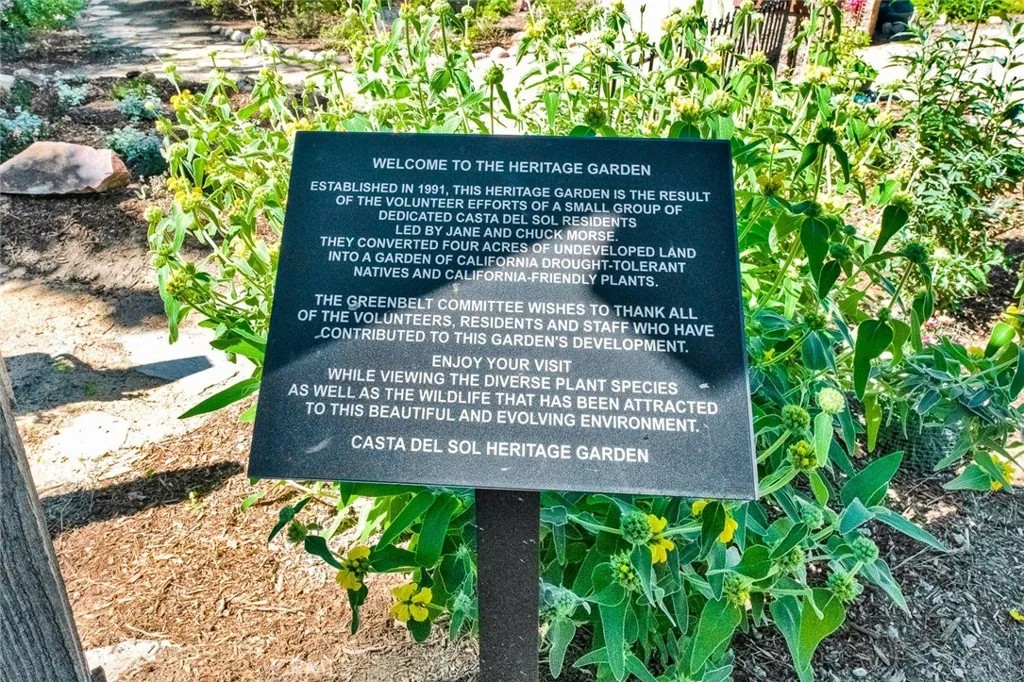 WELCOME TO THE HERITAGE GARDEN
ESTABLISHED IN 1991, THIS HERITAGE GARDEN IS THE RESULT
OF THE VOLUNTEER EFFORTS OF A SMALL GROUP OF
DEDICATED CASTA DEL SOL RESIDENTS
LED BY JANE AND CHUCK MORSE.
THEY CONVERTED FOUR ACRES OF UNDEVELOPED LAND
INTO A GARDEN OF CALIFORNIA DROUGHT-TOLERANT
NATIVES AND CALIFORNIA-FRIENDLY PLANTS.
THE GREENBELT COMMITTEE WISHES TO THANK ALL
OF THE VOLUNTEERS, RESIDENTS AND STAFF WHO HAVE
CONTRIBUTED TO THIS GARDEN'S DEVELOPMENT.
ENJOY YOUR VISIT
WHILE VIEWING THE DIVERSE PLANT SPECIES
AS WELL AS THE WILDLIFE THAT HAS BEEN ATTRACTED
TO THIS BEAUTIFUL AND EVOLVING ENVIRONMENT.
CASTA DEL SOL HERITAGE GARDEN